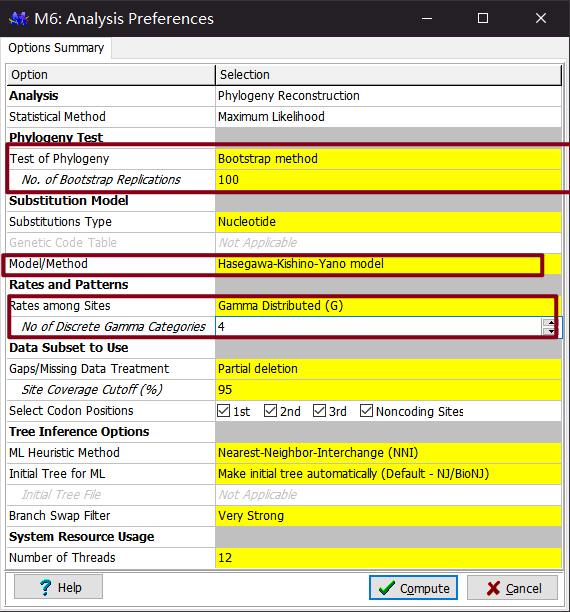 M6: Analysis Preferences
Options Summary
Option Selection
Analysis Phylogeny Reconstruction
Statistical Method Maximum Likelihood
Phylogeny Test
Test of Phylogeny Bootstrap method
No. of Bootstrap Replications 100
Substitution Model
Substitutions Type Nucleotide
Genetic Code Table Not Applicable
Model/Method Hasegawa-Kishino-Yano model
Rates and Patterns
Rates among Sites Gamma Distributed (G)
No of Discrete Gamma Categories 4
Data Subset to Use
Gaps/Missing Data Treatment Partial deletion
Site Coverage Cutoff (%) 95
Select Codon Positions 1st 2nd 3rd Noncoding Sites
Tree Inference Options
ML Heuristic Method Nearest-Neighbor-Interchange (NNI)
Initial Tree for ML Make initial tree automatically (Default - NJ/BioNJ)
Initial Tree File Not Applicable
Branch Swap Filter Very Strong
System Resource Usage
Number of Threads 12
? Help Compute Cancel